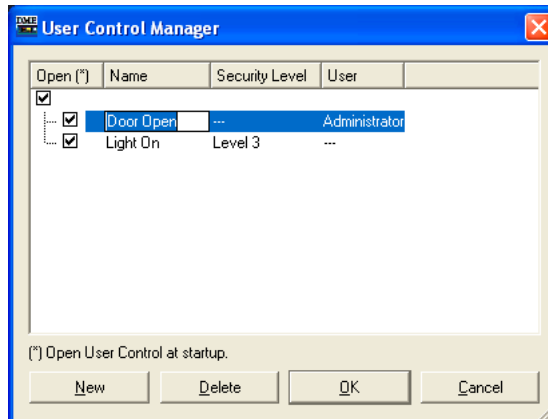 DME User Control Manager
Open (*) Name Security Level User
Door Open --- Administrator
Light On Level 3 ---
(*) Open User Control at startup.
New Delete OK Cancel